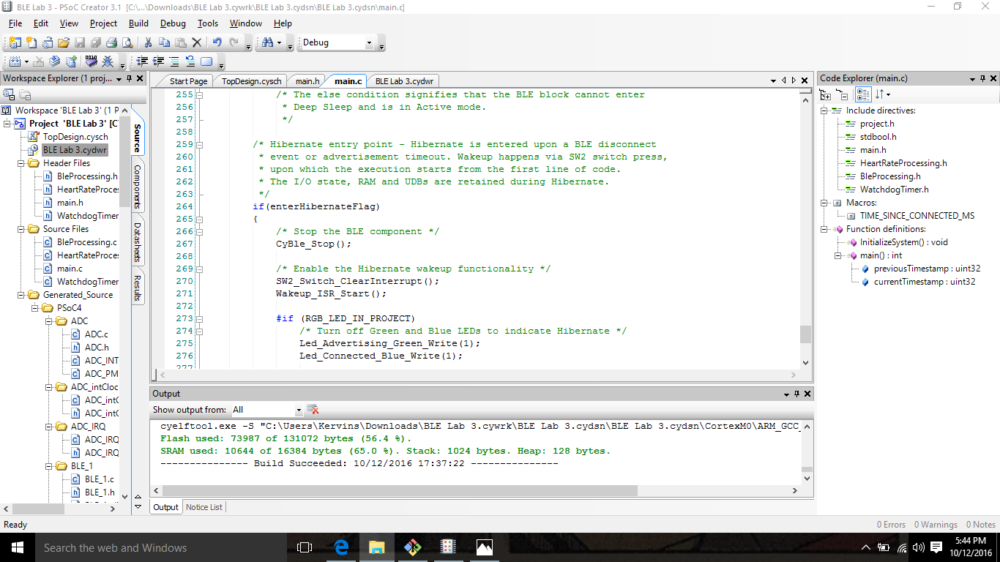 BLE Lab 3 - PSoC Creator 3.1 [C:\...\Downloads\BLE Lab 3.cywrk\BLE Lab 3.cydsn\BLE Lab 3.cydsn\main.c]
File Edit View Project Build Debug Tools Window Help
Debug
Workspace Explorer (1 proj...
Workspace 'BLE Lab 3' (1 P
Project 'BLE Lab 3' [C
TopDesign.cysch
BLE Lab 3.cydwr
Header Files
BleProcessing.h
HeartRateProces
main.h
WatchdogTimer
Source Files
BleProcessing.c
HeartRateProces
main.c
WatchdogTimer
Generated_Source
PSoC4
ADC
ADC.c
ADC.h
ADC_INT
ADC_PM
ADC_intCloc
ADC_intC
ADC_intC
ADC_IRQ
ADC_IRQ
ADC_IRQ
BLE_1
BLE_1.c
BLE_1.h
Source
Components
Datasheets
Results
Start Page TopDesign.cysch main.h main.c BLE Lab 3.cydwr
255 /* The else condition signifies that the BLE block cannot enter
256 * Deep Sleep and is in Active mode.
257 */
258
259 /* Hibernate entry point - Hibernate is entered upon a BLE disconnect
260 * event or advertisement timeout. Wakeup happens via SW2 switch press,
261 * upon which the execution starts from the first line of code.
262 * The I/O state, RAM and UDBs are retained during Hibernate.
263 */
264 if(enterHibernateFlag)
265 {
266 /* Stop the BLE component */
267 CyBle_Stop();
268
269 /* Enable the Hibernate wakeup functionality */
270 SW2_Switch_ClearInterrupt();
271 Wakeup_ISR_Start();
272
273 #if (RGB_LED_IN_PROJECT)
274 /* Turn off Green and Blue LEDs to indicate Hibernate */
275 Led_Advertising_Green_Write(1);
276 Led_Connected_Blue_Write(1);
277
Output
Show output from: All
cyelftool.exe -S "C:\Users\Kervins\Downloads\BLE Lab 3.cywrk\BLE Lab 3.cydsn\BLE Lab 3.cydsn\CortexM0\ARM_GCC_
Flash used: 73987 of 131072 bytes (56.4 %).
SRAM used: 10644 of 16384 bytes (65.0 %). Stack: 1024 bytes. Heap: 128 bytes.
--------------- Build Succeeded: 10/12/2016 17:37:22 ---------------
Output Notice List
Code Explorer (main.c)
Include directives:
project.h
stdbool.h
main.h
HeartRateProcessing.h
BleProcessing.h
WatchdogTimer.h
Macros:
TIME_SINCE_CONNECTED_MS
Function definitions:
InitializeSystem() : void
main() : int
previousTimestamp : uint32
currentTimestamp : uint32
Ready
0 Errors 0 Warnings 0 Notes
Search the web and Windows
5:44 PM
10/12/2016